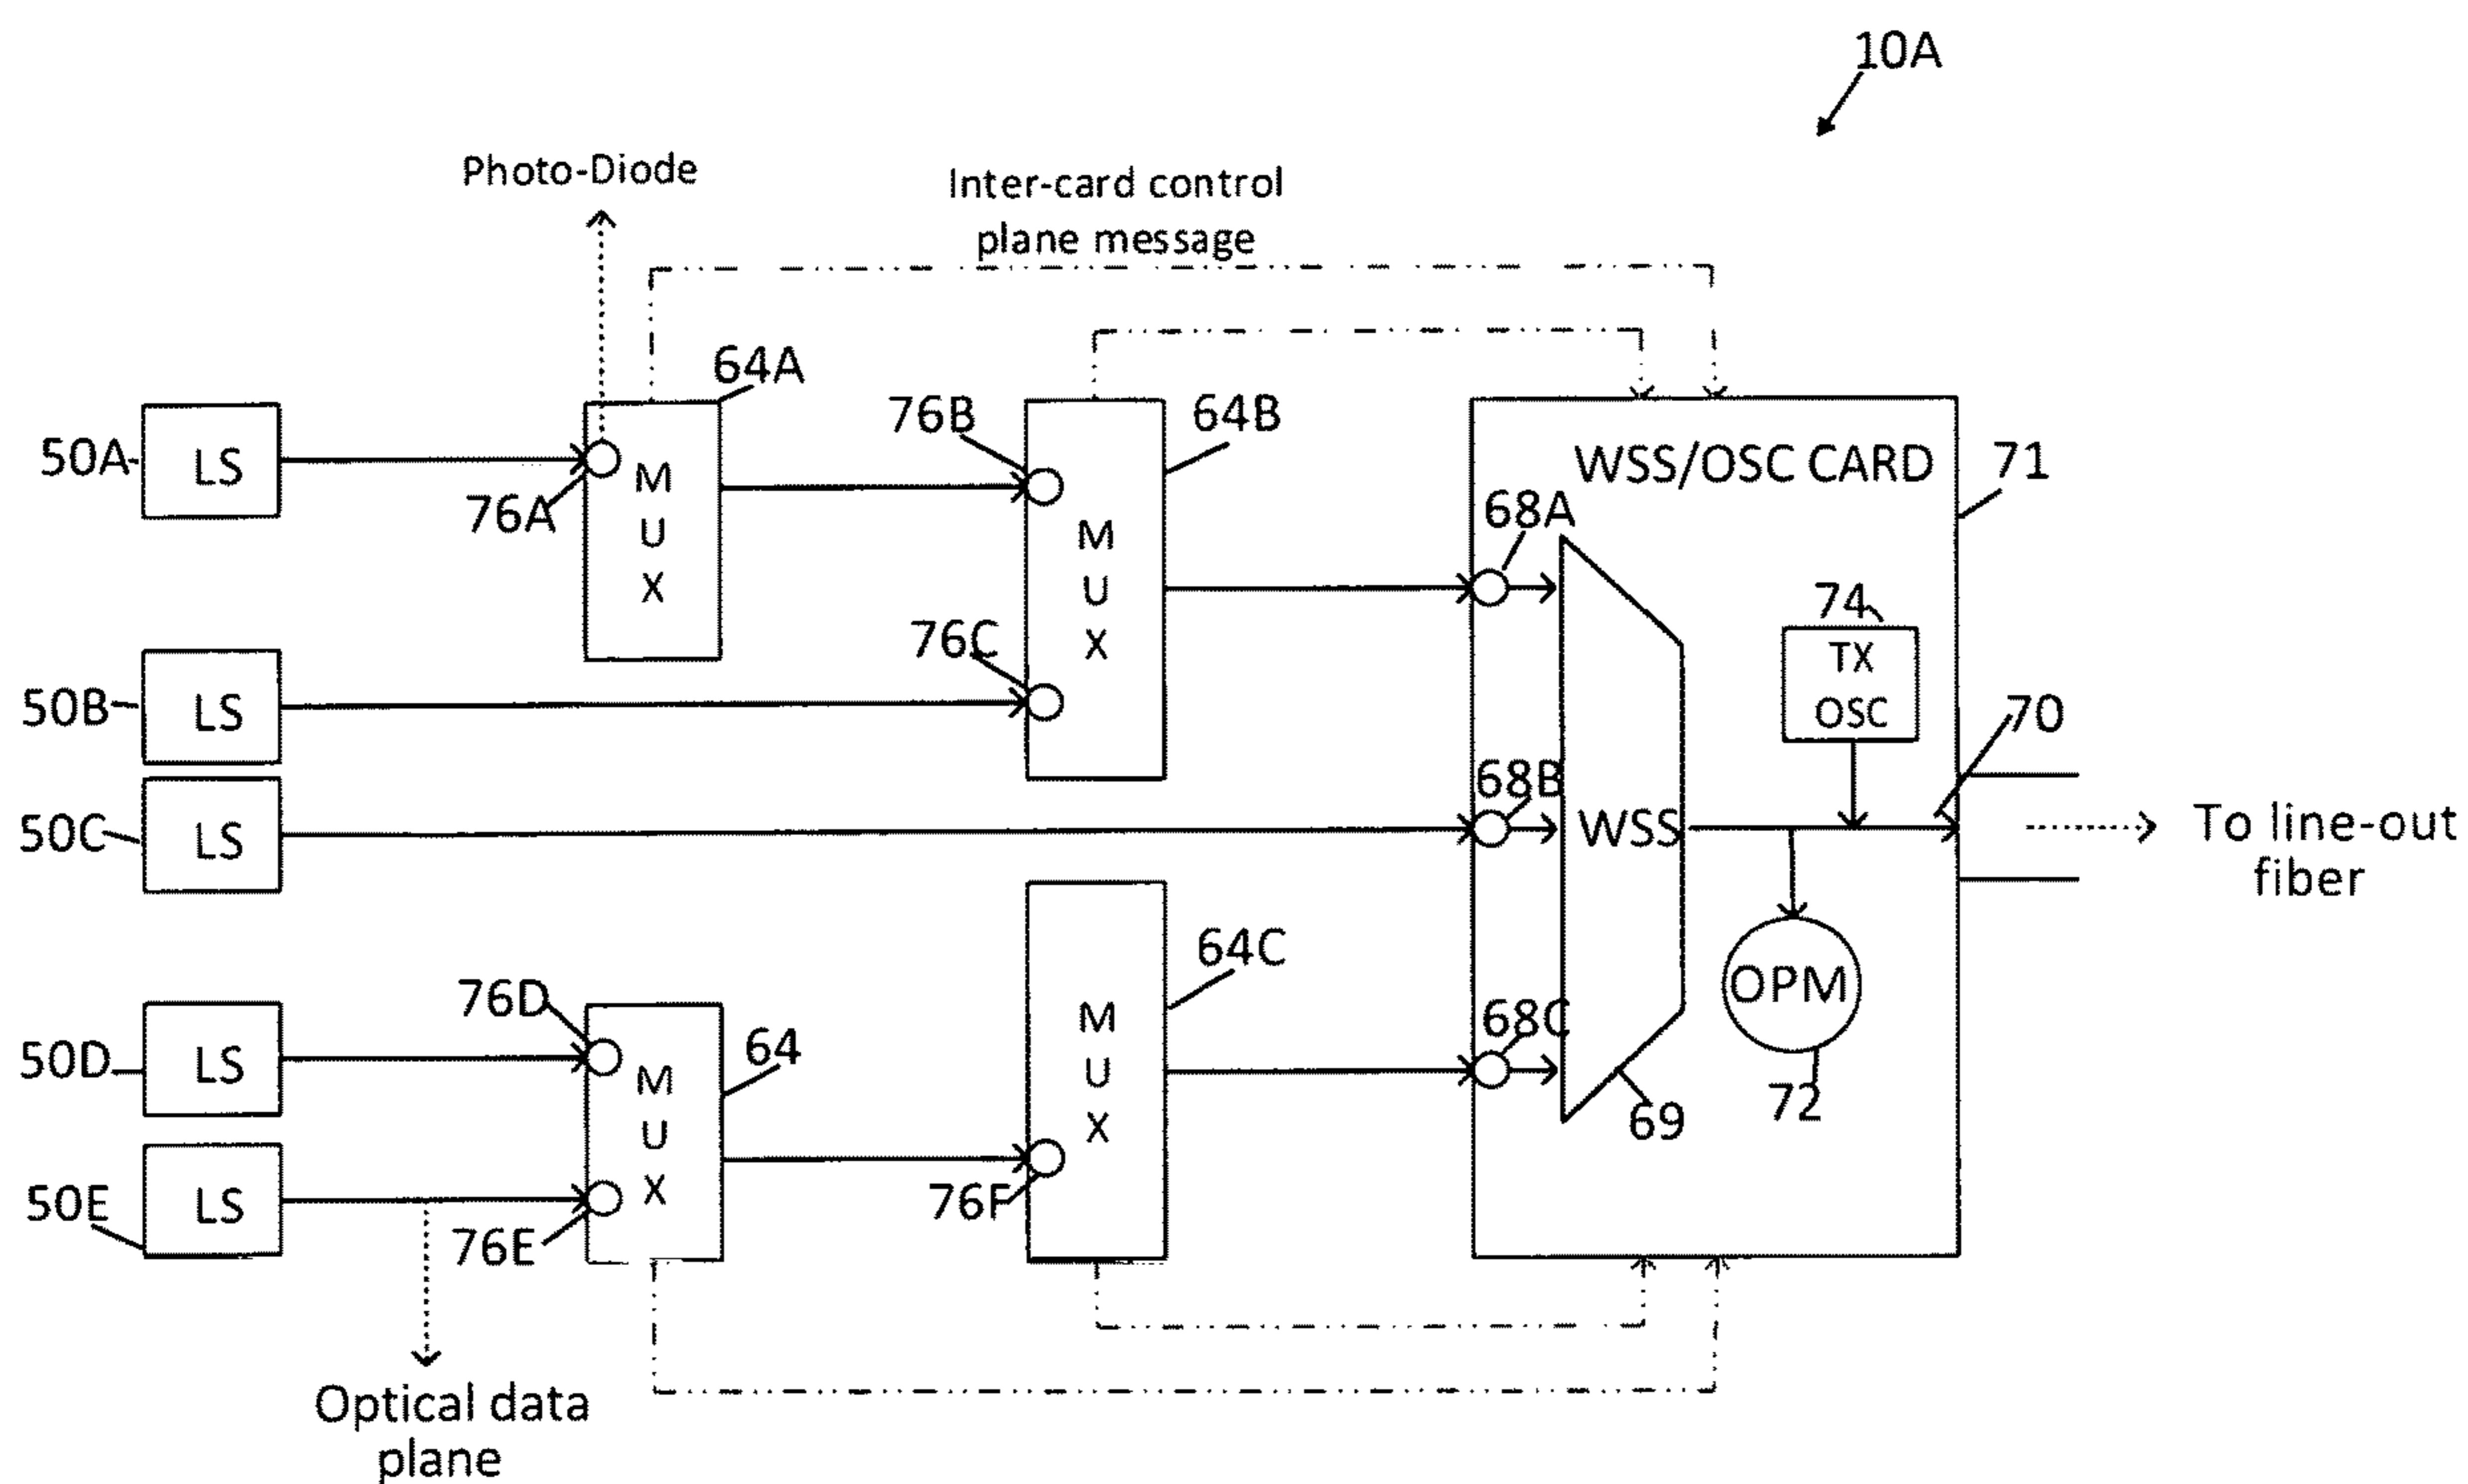 10A
Photo-Diode
Inter-card control
plane message
64A
76B
64B
50A
LS
76A
M
U
X
M
U
X
WSS/OSC CARD
71
68A
74
TX
OSC
76C
50B
LS
70
50C
LS
68B
WSS
To line-out
fiber
64C
M
U
X
OPM
72
76D
50D
LS
64
M
U
X
68C
69
50E
LS
76E
76F
Optical data
plane